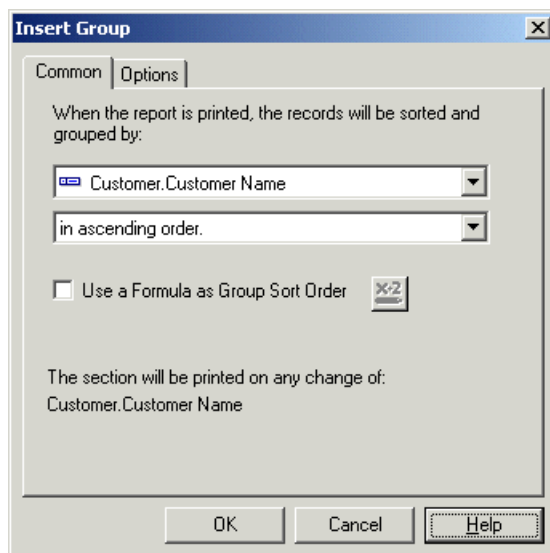 Insert Group
Common
Options
When the report is printed, the records will be sorted and
grouped by:
Customer.Customer Name
in ascending order.
Use a Formula as Group Sort Order
X+2
The section will be printed on any change of:
Customer.Customer Name
OK
Cancel
Help